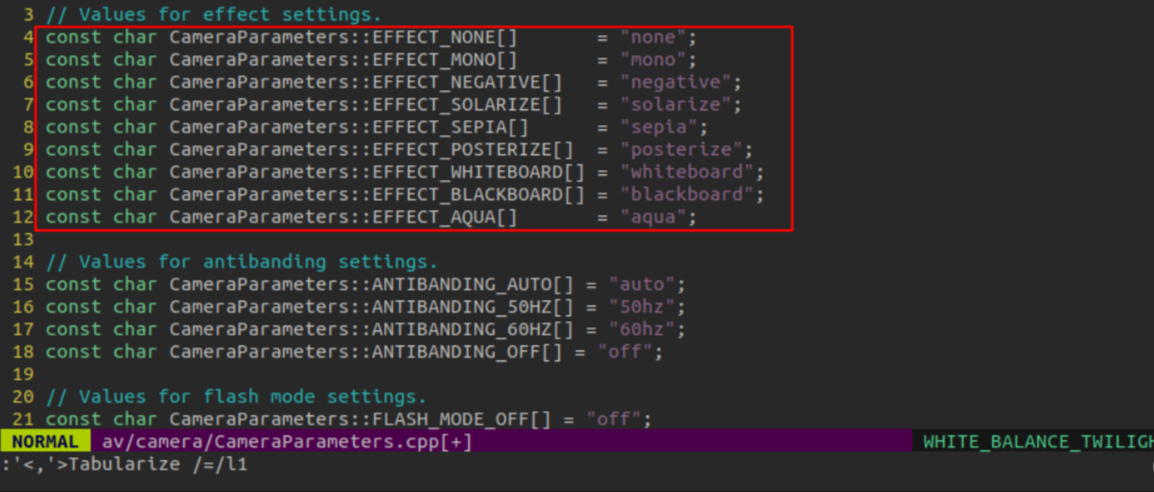 3 // Values for effect settings.
4 const char CameraParameters::EFFECT_NONE[]       = "none";
5 const char CameraParameters::EFFECT_MONO[]       = "mono";
6 const char CameraParameters::EFFECT_NEGATIVE[]   = "negative";
7 const char CameraParameters::EFFECT_SOLARIZE[]   = "solarize";
8 const char CameraParameters::EFFECT_SEPIA[]      = "sepia";
9 const char CameraParameters::EFFECT_POSTERIZE[]  = "posterize";
10 const char CameraParameters::EFFECT_WHITEBOARD[] = "whiteboard";
11 const char CameraParameters::EFFECT_BLACKBOARD[] = "blackboard";
12 const char CameraParameters::EFFECT_AQUA[]       = "aqua";
13
14 // Values for antibanding settings.
15 const char CameraParameters::ANTIBANDING_AUTO[] = "auto";
16 const char CameraParameters::ANTIBANDING_50HZ[] = "50hz";
17 const char CameraParameters::ANTIBANDING_60HZ[] = "60hz";
18 const char CameraParameters::ANTIBANDING_OFF[] = "off";
19
20 // Values for flash mode settings.
21 const char CameraParameters::FLASH_MODE_OFF[] = "off";
NORMAL av/camera/CameraParameters.cpp[+] WHITE_BALANCE_TWILIGH
:'<,'>Tabularize /=/l1